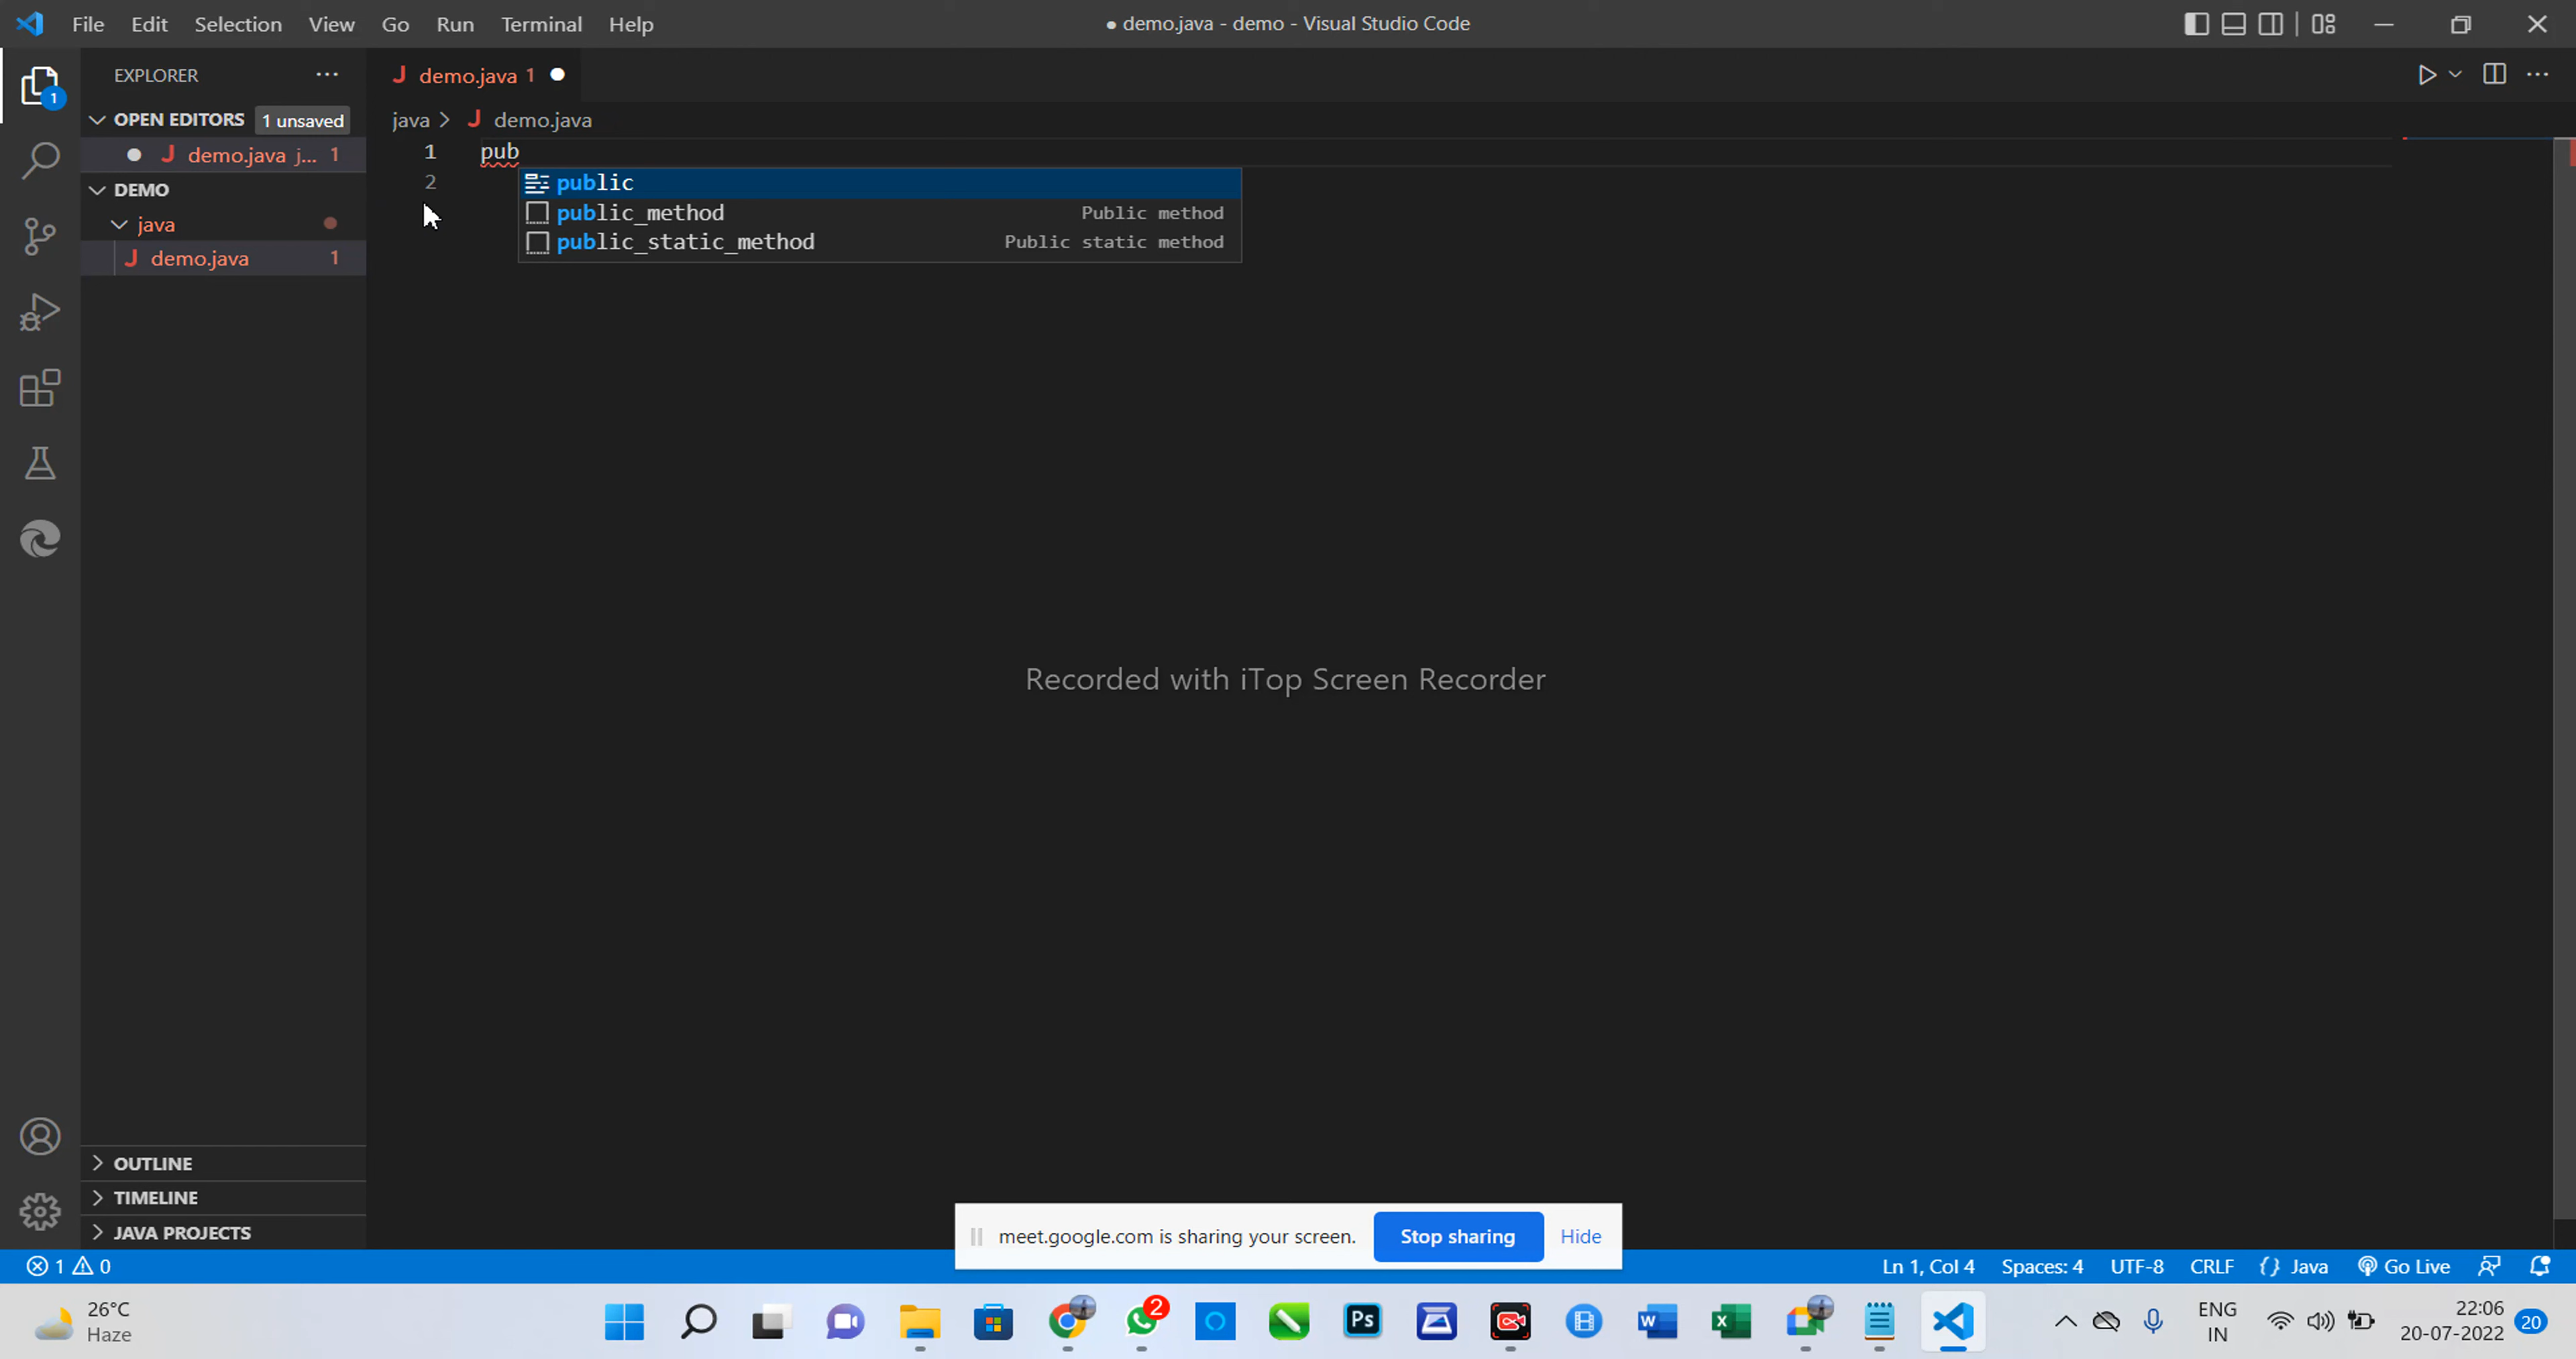 File Edit Selection View Go Run Terminal Help
● demo.java - demo - Visual Studio Code
EXPLORER ···
demo.java 1
OPEN EDITORS 1 unsaved
java > demo.java
demo.java j... 1
1 pub
DEMO
2
public
java
public_method Public method
public_static_method Public static method
demo.java 1
Recorded with iTop Screen Recorder
OUTLINE
TIMELINE
JAVA PROJECTS
meet.google.com is sharing your screen. Stop sharing Hide
1 0
Ln 1, Col 4 Spaces: 4 UTF-8 CRLF {} Java Go Live
26°C
Haze
2
Ps
ENG
IN
22:06
20-07-2022
20